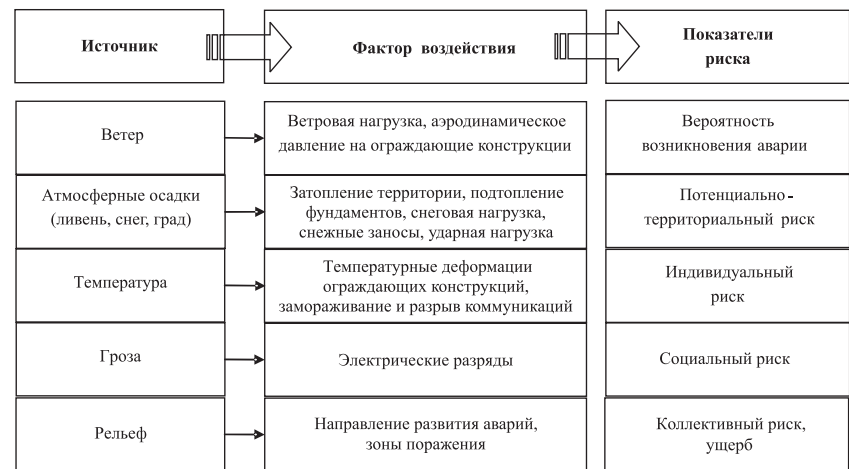 Источник
Фактор воздействия
Показатели
риска
Ветер
Ветровая нагрузка, аэродинамическое
давление на ограждающие конструкции
Вероятность
возникновения аварии
Атмосферные осадки
(ливень, снег, град)
Затопление территории, подтопление
фундаментов, снеговая нагрузка,
снежные заносы, ударная нагрузка
Потенциально-
территориальный риск
Температура
Температурные деформации
ограждающих конструкций,
замораживание и разрыв коммуникаций
Индивидуальный
риск
Гроза
Электрические разряды
Социальный риск
Рельеф
Направление развития аварий,
зоны поражения
Коллективный риск,
ущерб